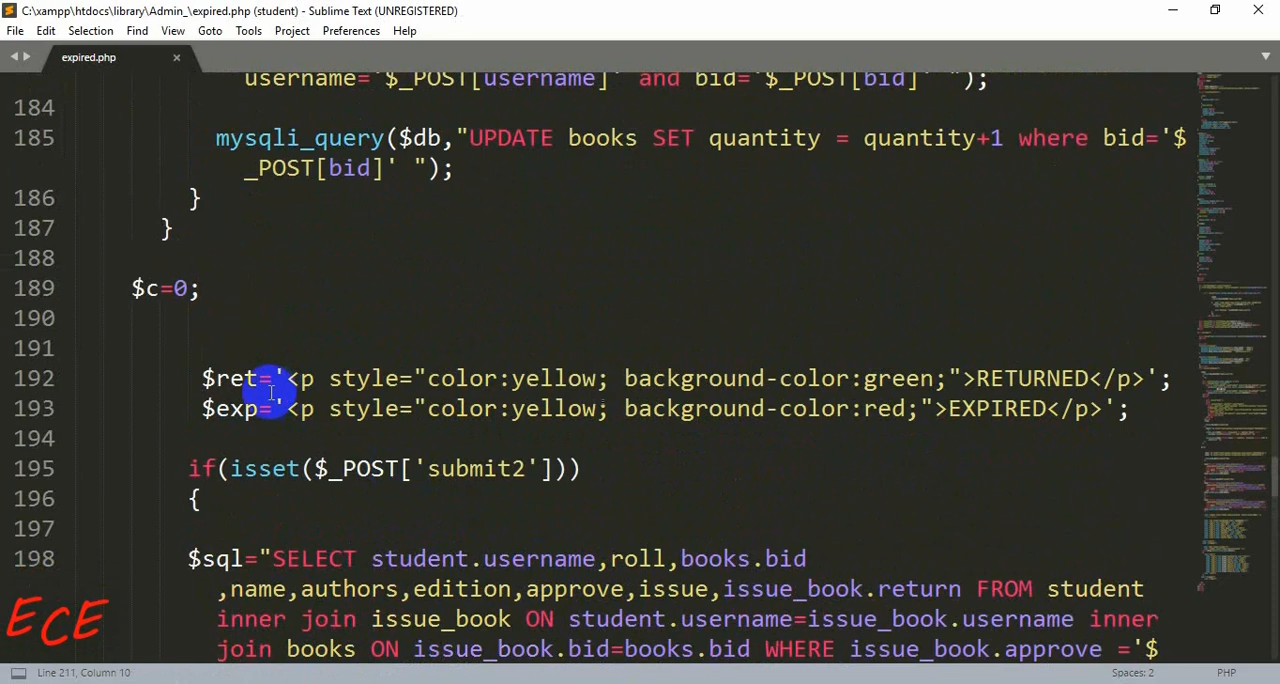 C:\xampp\htdocs\library\Admin_\expired.php (student) - Sublime Text (UNREGISTERED)
File Edit Selection Find View Goto Tools Project Preferences Help
expired.php
username='$_POST[username]' and bid='$_POST[bid]' ");
184
185 mysqli_query($db,"UPDATE books SET quantity = quantity+1 where bid='$
_POST[bid]' ");
186 }
187 }
188
189 $c=0;
190
191
192 $ret='<p style="color:yellow; background-color:green;">RETURNED</p>';
193 $exp='<p style="color:yellow; background-color:red;">EXPIRED</p>';
194
195 if(isset($_POST['submit2']))
196 {
197
198 $sql="SELECT student.username,roll,books.bid
,name,authors,edition,approve,issue,issue_book.return FROM student
inner join issue_book ON student.username=issue_book.username inner
join books ON issue_book.bid=books.bid WHERE issue_book.approve ='$
ECE
Line 211, Column 10 Spaces: 2 PHP